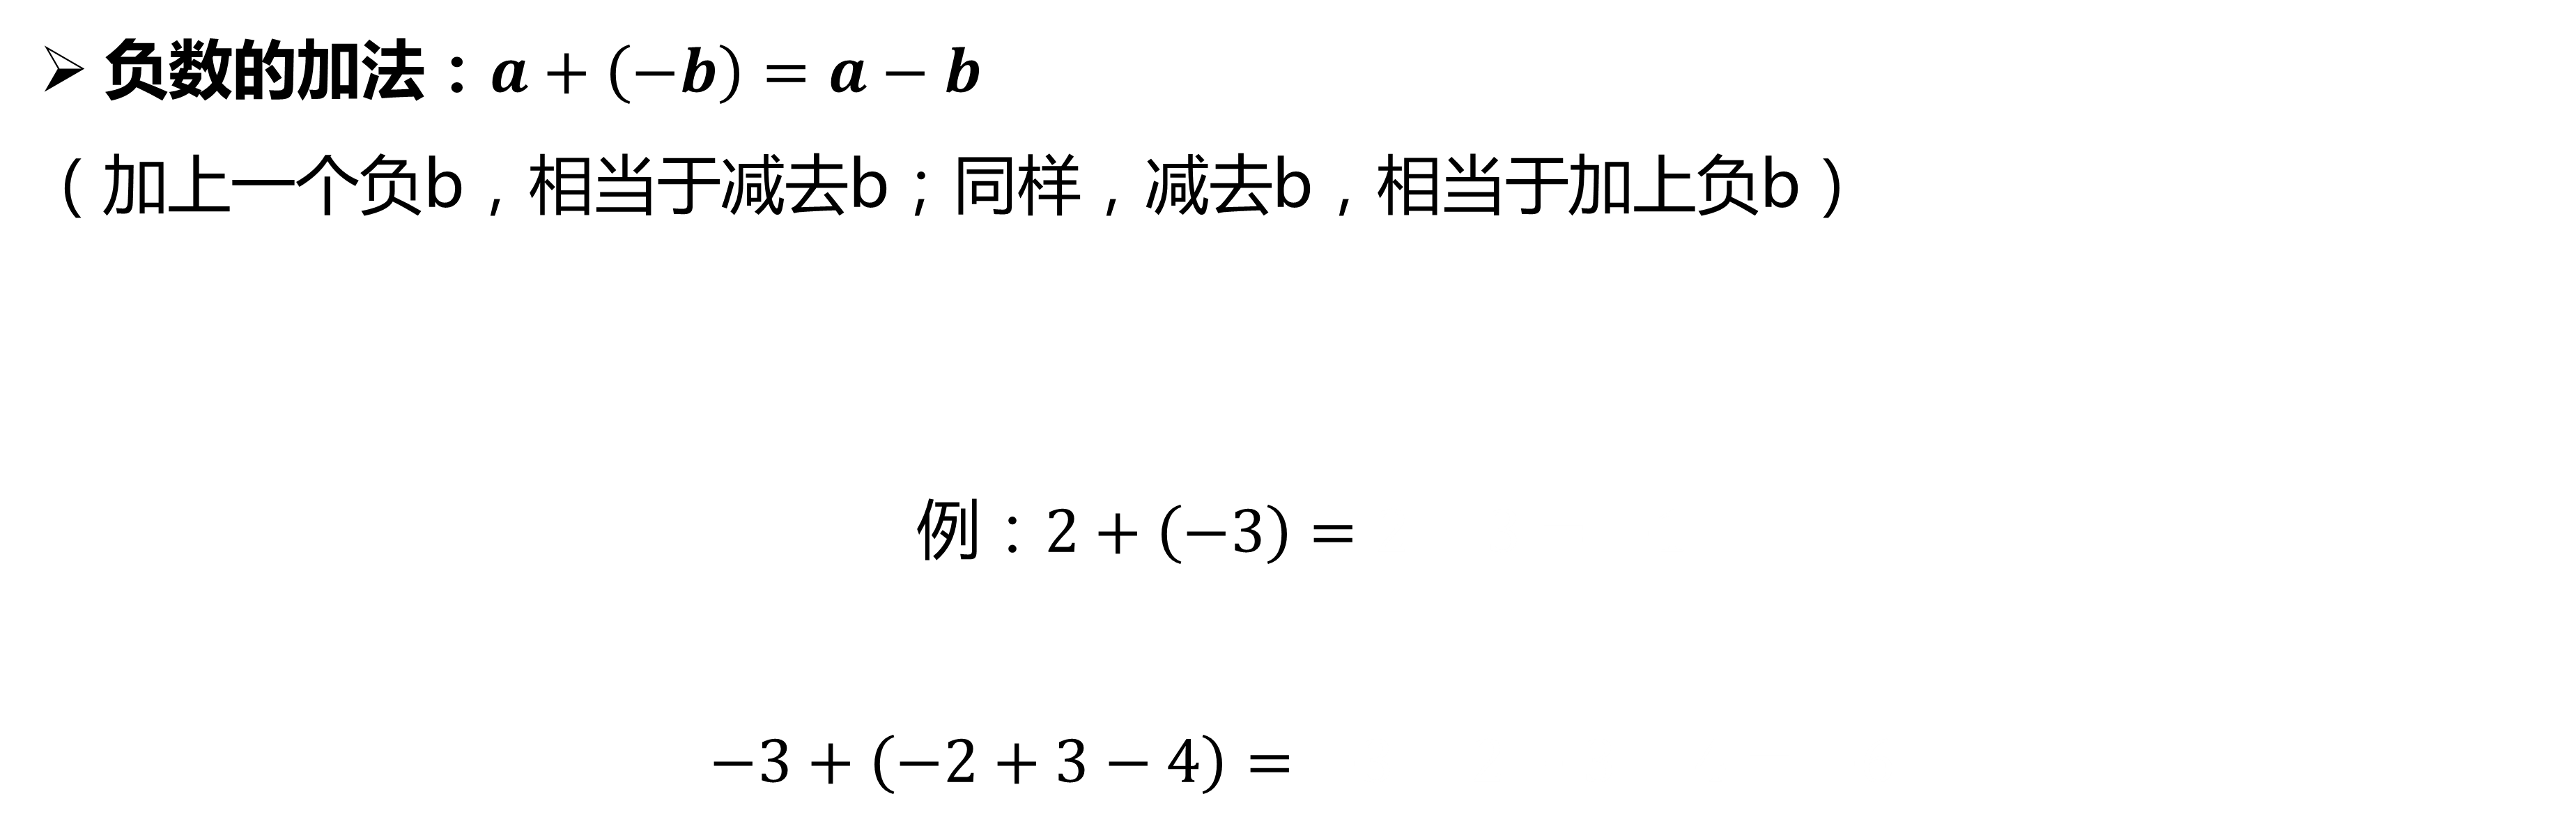 ➢ 负数的加法：a + (−b) = a − b
（加上一个负b，相当于减去b；同样，减去b，相当于加上负b）
例：2 + (−3) =
−3 + (−2 + 3 − 4) =